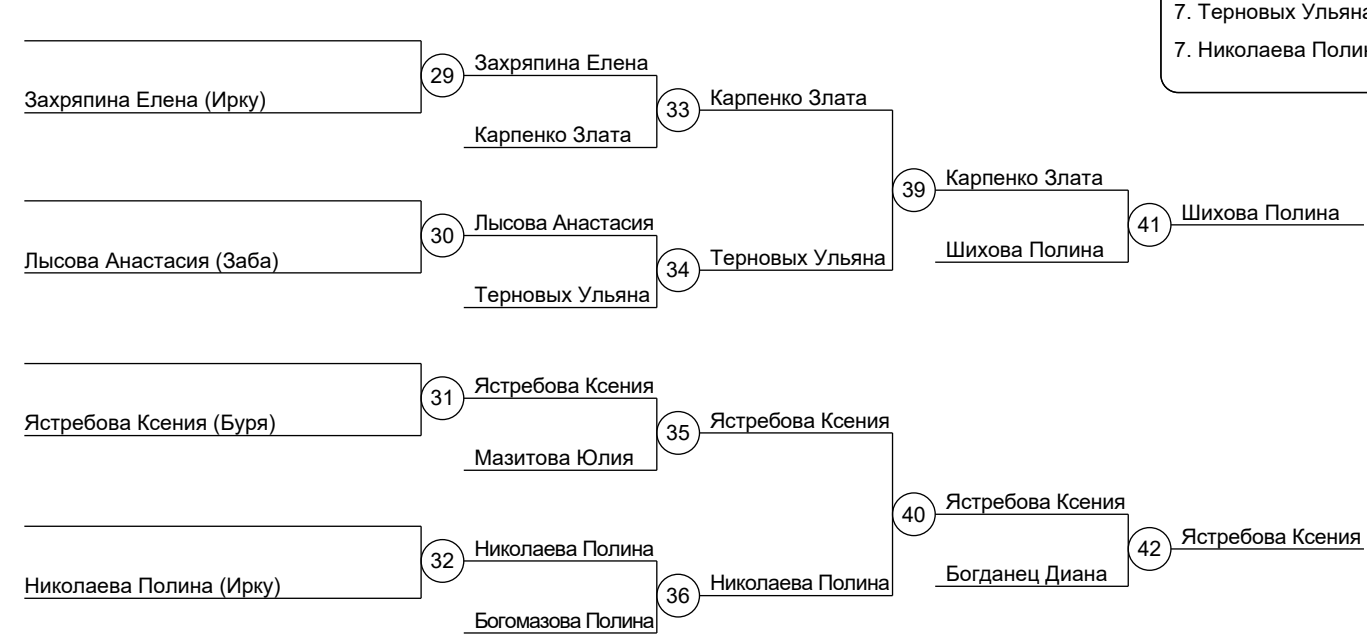 7. Терновых Ульяна
7. Николаева
29
Захряпина Елена
Захряпина Елена (Ирку)
33
Карпенко Злата
Карпенко Злата
39
Карпенко Злата
30
Лысова Анастасия
41
Шихова Полина
Лысова Анастасия (Заба)
34
Терновых Ульяна
Шихова Полина
Терновых Ульяна
31
Ястребова Ксения
Ястребова Ксения (Буря)
35
Ястребова Ксения
Мазитова Юлия
40
Ястребова Ксения
32
Николаева Полина
42
Ястребова Ксения
Николаева Полина (Ирку)
36
Николаева Полина
Богданец Диана
Богомазова Полина